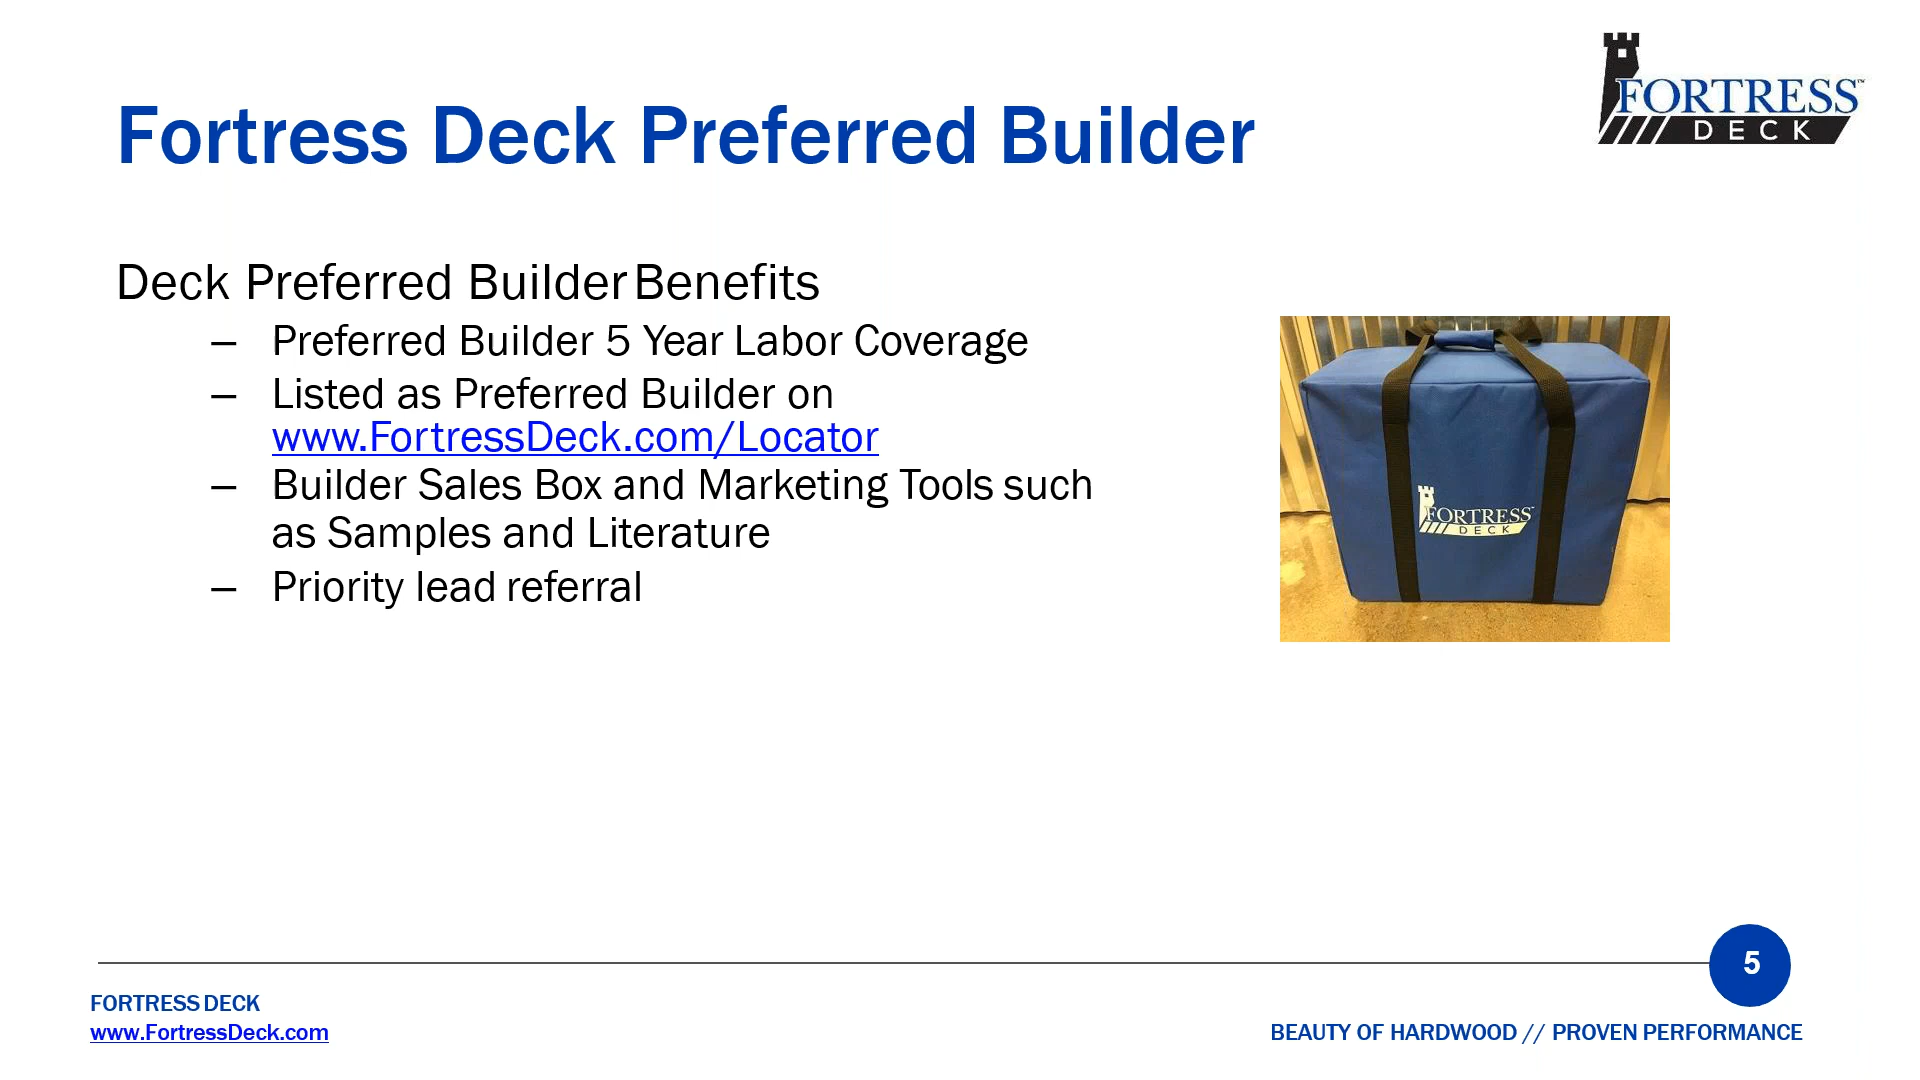 FORTRESS™
DECK
Fortress Deck Preferred Builder
Deck Preferred Builder Benefits
– Preferred Builder 5 Year Labor Coverage
– Listed as Preferred Builder on
www.FortressDeck.com/Locator
– Builder Sales Box and Marketing Tools such
as Samples and Literature
– Priority lead referral
FORTRESS
DECK
5
FORTRESS DECK
www.FortressDeck.com
BEAUTY OF HARDWOOD // PROVEN PERFORMANCE